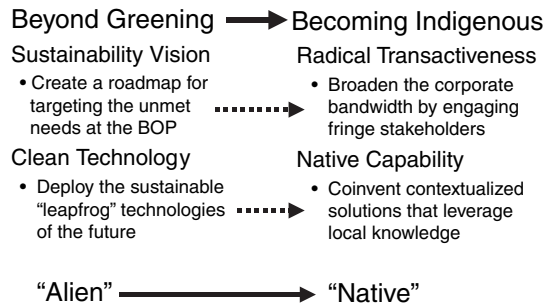 Beyond Greening
Becoming Indigenous
Sustainability Vision
• Create a roadmap for
targeting the unmet
needs at the BOP
Radical Transactiveness
• Broaden the corporate
bandwidth by engaging
fringe stakeholders
Clean Technology
• Deploy the sustainable
“leapfrog” technologies
of the future
Native Capability
• Coinvent contextualized
solutions that leverage
local knowledge
“Alien”
“Native”